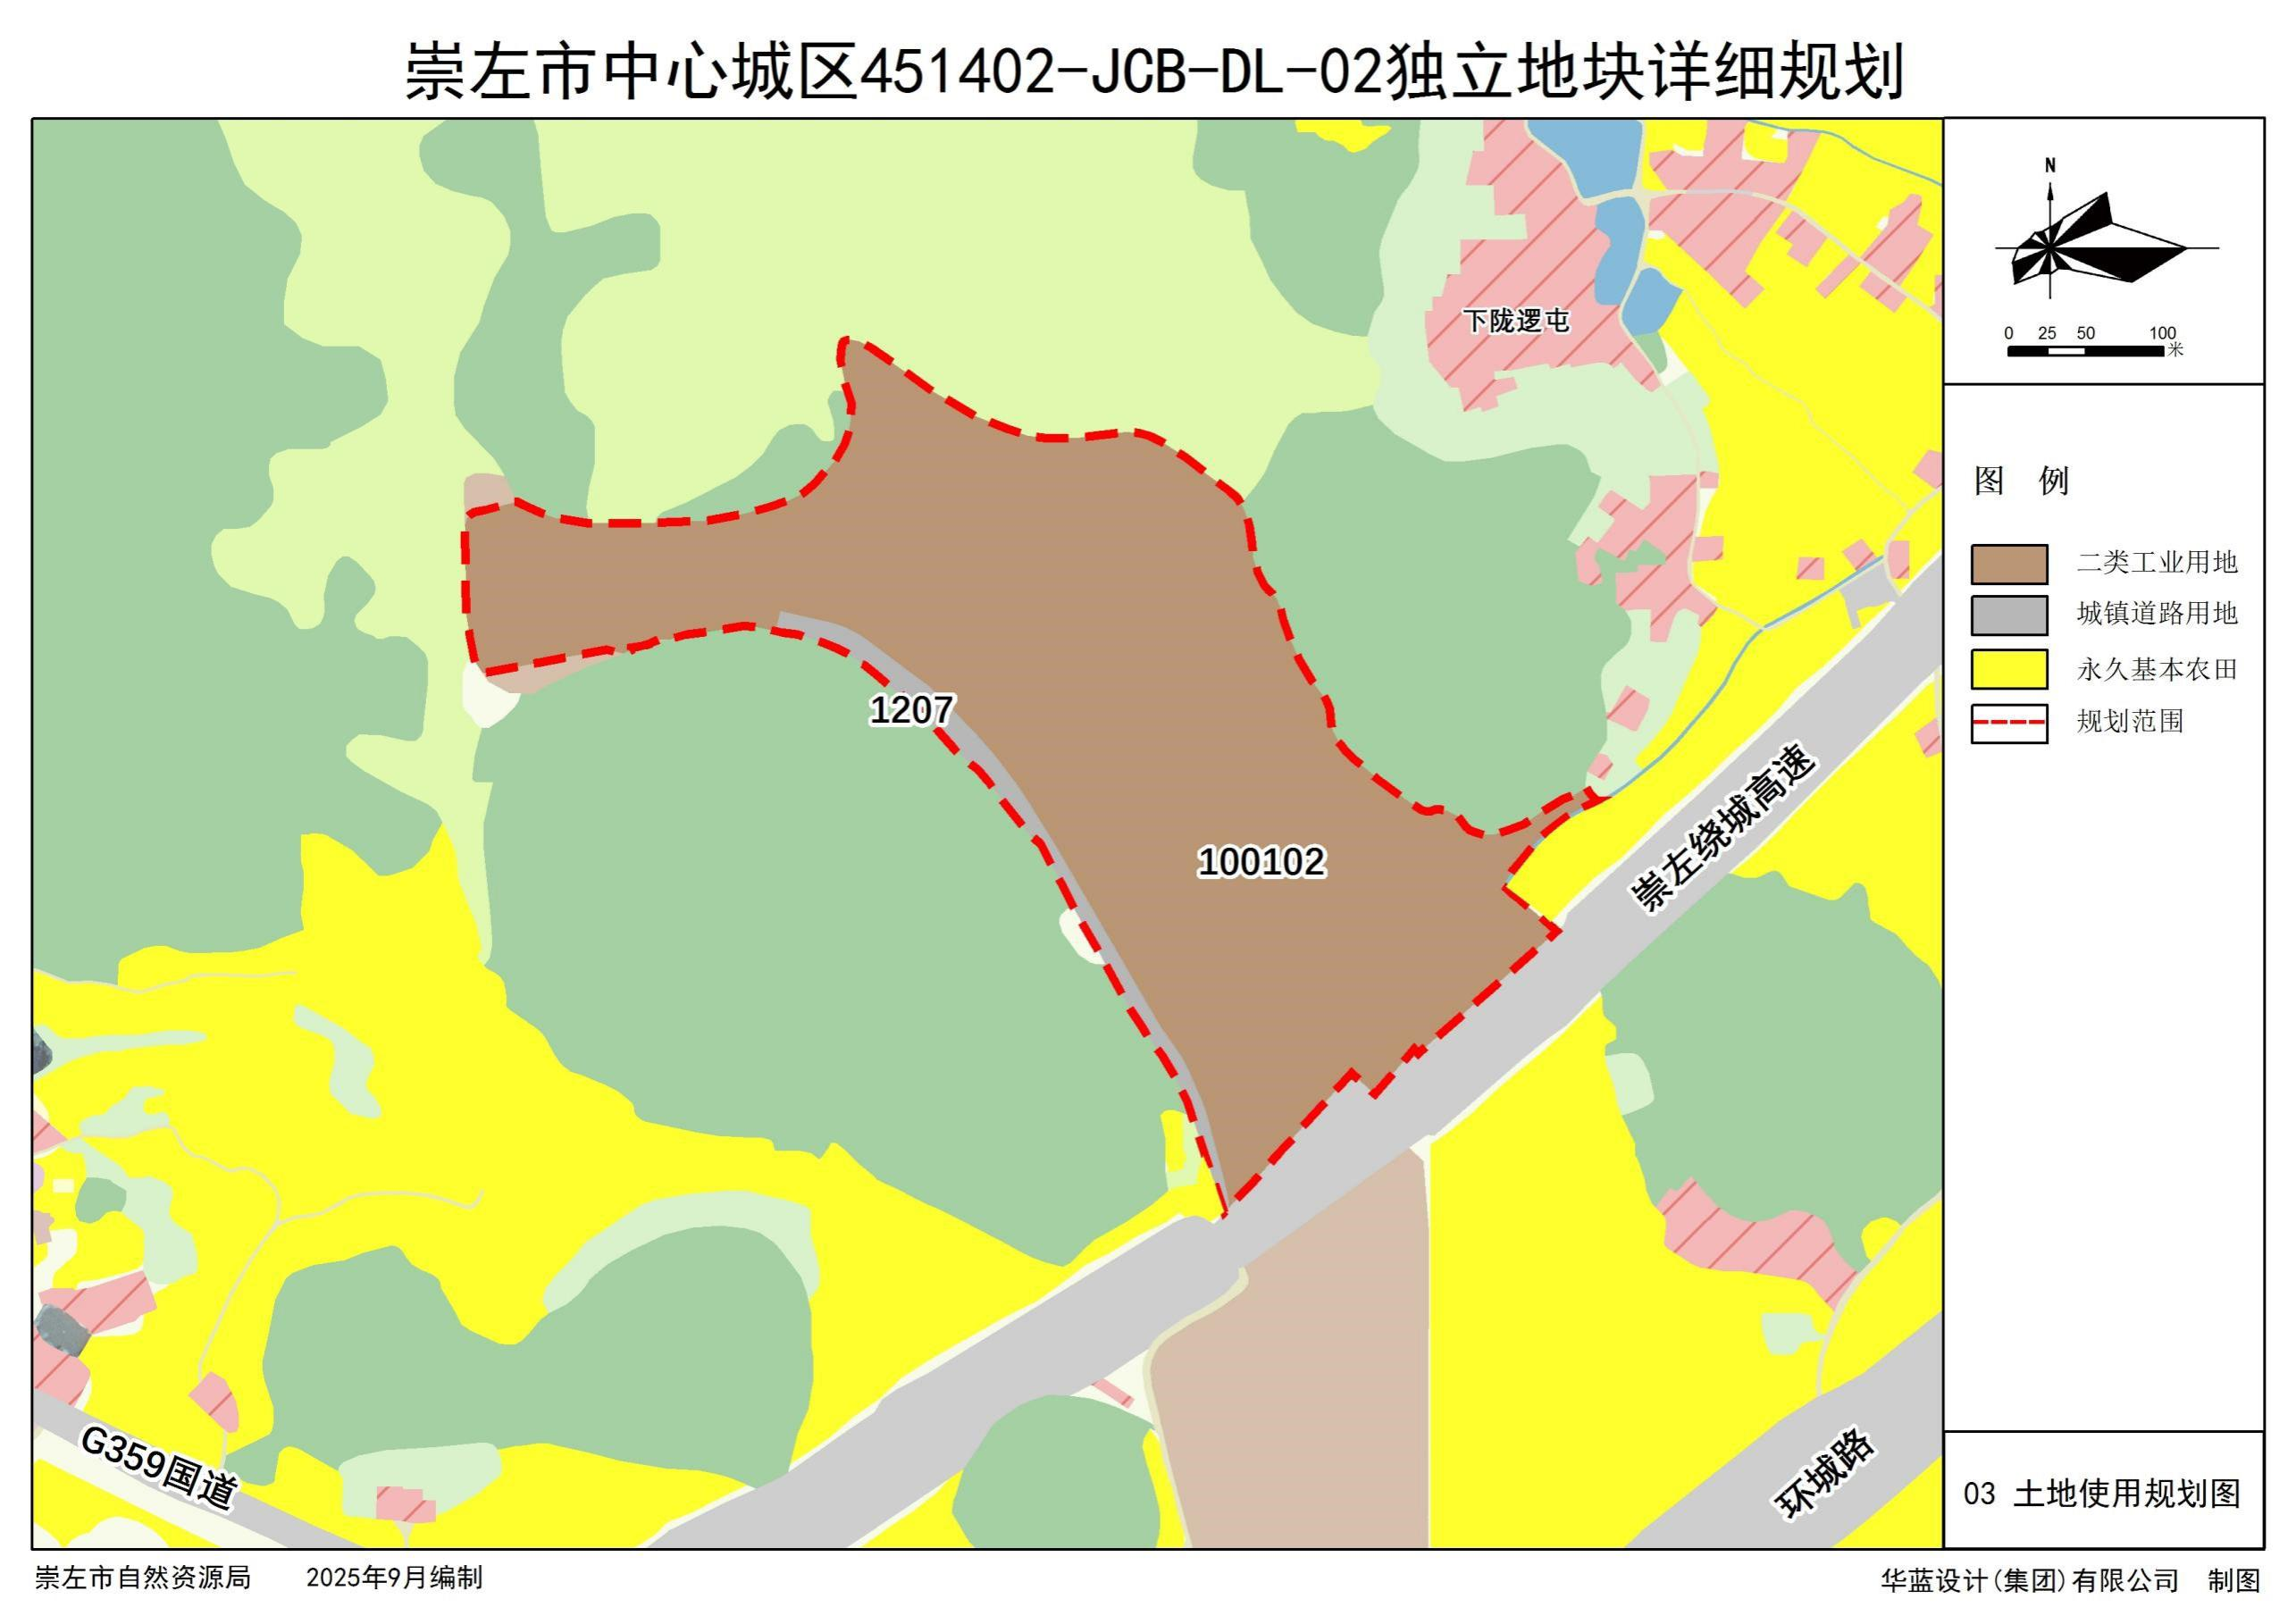 崇左市中心城区451402-JCB-DL-02独立地块详细规划
N
0 25 50 100
米
下陇逻屯
图 例
二类工业用地
城镇道路用地
永久基本农田
规划范围
1207
100102
崇左绕城高速
G359国道
环城路
03 土地使用规划图
崇左市自然资源局 2025年9月编制
华蓝设计(集团)有限公司 制图